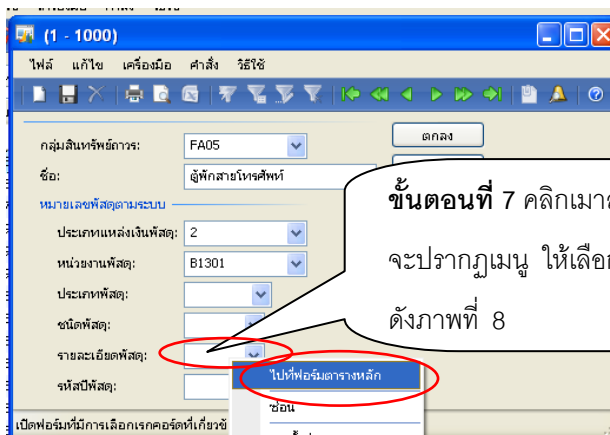 (1 - 1000)
ไฟล์ แก้ไข เครื่องมือ คำสั่ง วิธีใช้
กลุ่มสินทรัพย์ถาวร: FA05
ตกลง
ชื่อ: ตู้พักสายโทรศัพท์
หมายเลขพัสดุตามระบบ
ประเภทแหล่งเงินพัสดุ: 2
หน่วยงานพัสดุ: B1301
ประเภทพัสดุ:
ชนิดพัสดุ:
รายละเอียดพัสดุ:
รหัสปีพัสดุ:
ขั้นตอนที่ 7 คลิกเมาส์
จะปรากฏเมนู ให้เลือก
ดังภาพที่ 8
ไปที่ฟอร์มตารางหลัก
ซ่อน
เปิดฟอร์มที่มีการเลือกเรกคอร์ดที่เกี่ยวข้